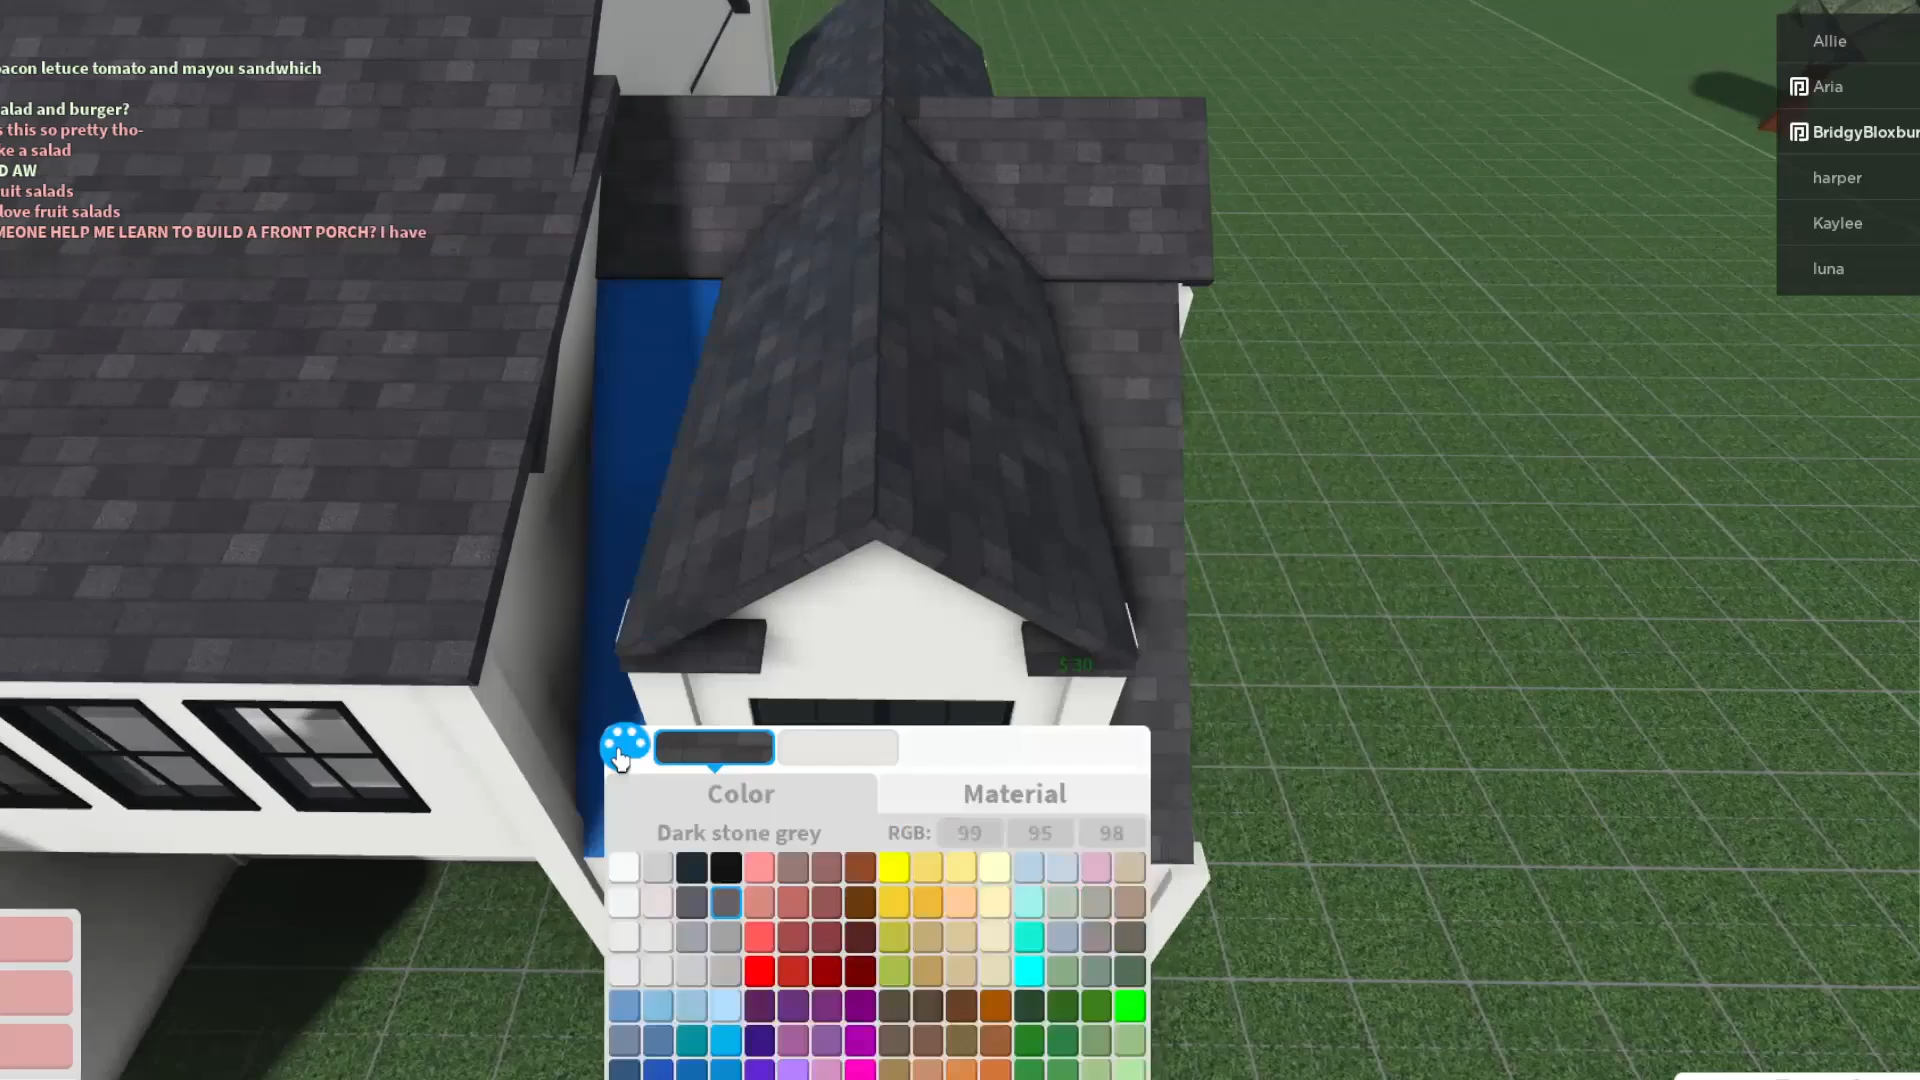 acon letuce tomato and mayou sandwhich
alad and burger?
s this so pretty tho-
ke a salad
D AW
uit salads
love fruit salads
MEONE HELP ME LEARN TO BUILD A FRONT PORCH? I have
Allie
Aria
BridgyBloxbur
harper
Kaylee
luna
$ 30
Color
Material
Dark stone grey
RGB: 99 95 98